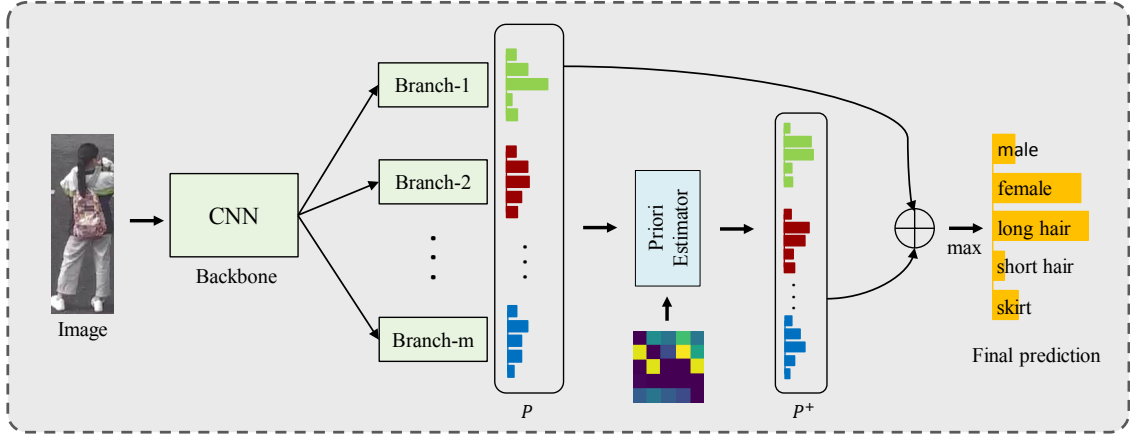 Branch-1
Branch-2
Branch-m
CNN
Backbone
Image
P
Priori
Estimator
P⁺
max
male
female
long hair
short hair
skirt
Final prediction